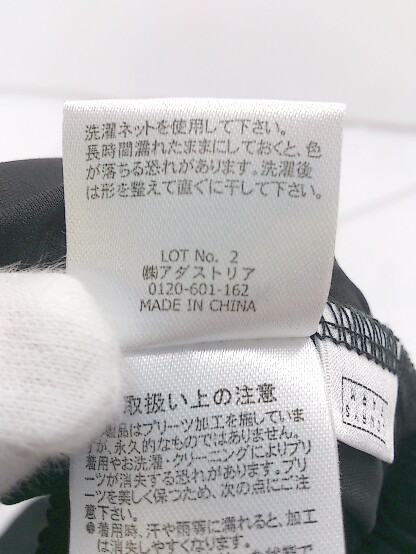 洗濯ネットを使用して下さい。
長時間濡れたままにしておくと、色
が落ちる恐れがあります。洗濯後
は形を整えて直ぐに干して下さい。
LOT No. 2
㈱アダストリア
0120-601-162
MADE IN CHINA
取扱い上の注意
製品はプリーツ加工を施していま
すが、永久的なものではありません。
着用やお洗濯・クリーニングによりプリ
ーツが消失する恐れがあります。プリ
ーツを美しく保つため、次の点にご注
意下さい。
●着用時、汗や雨等に濡れると、加工
は消失しやすくなります。